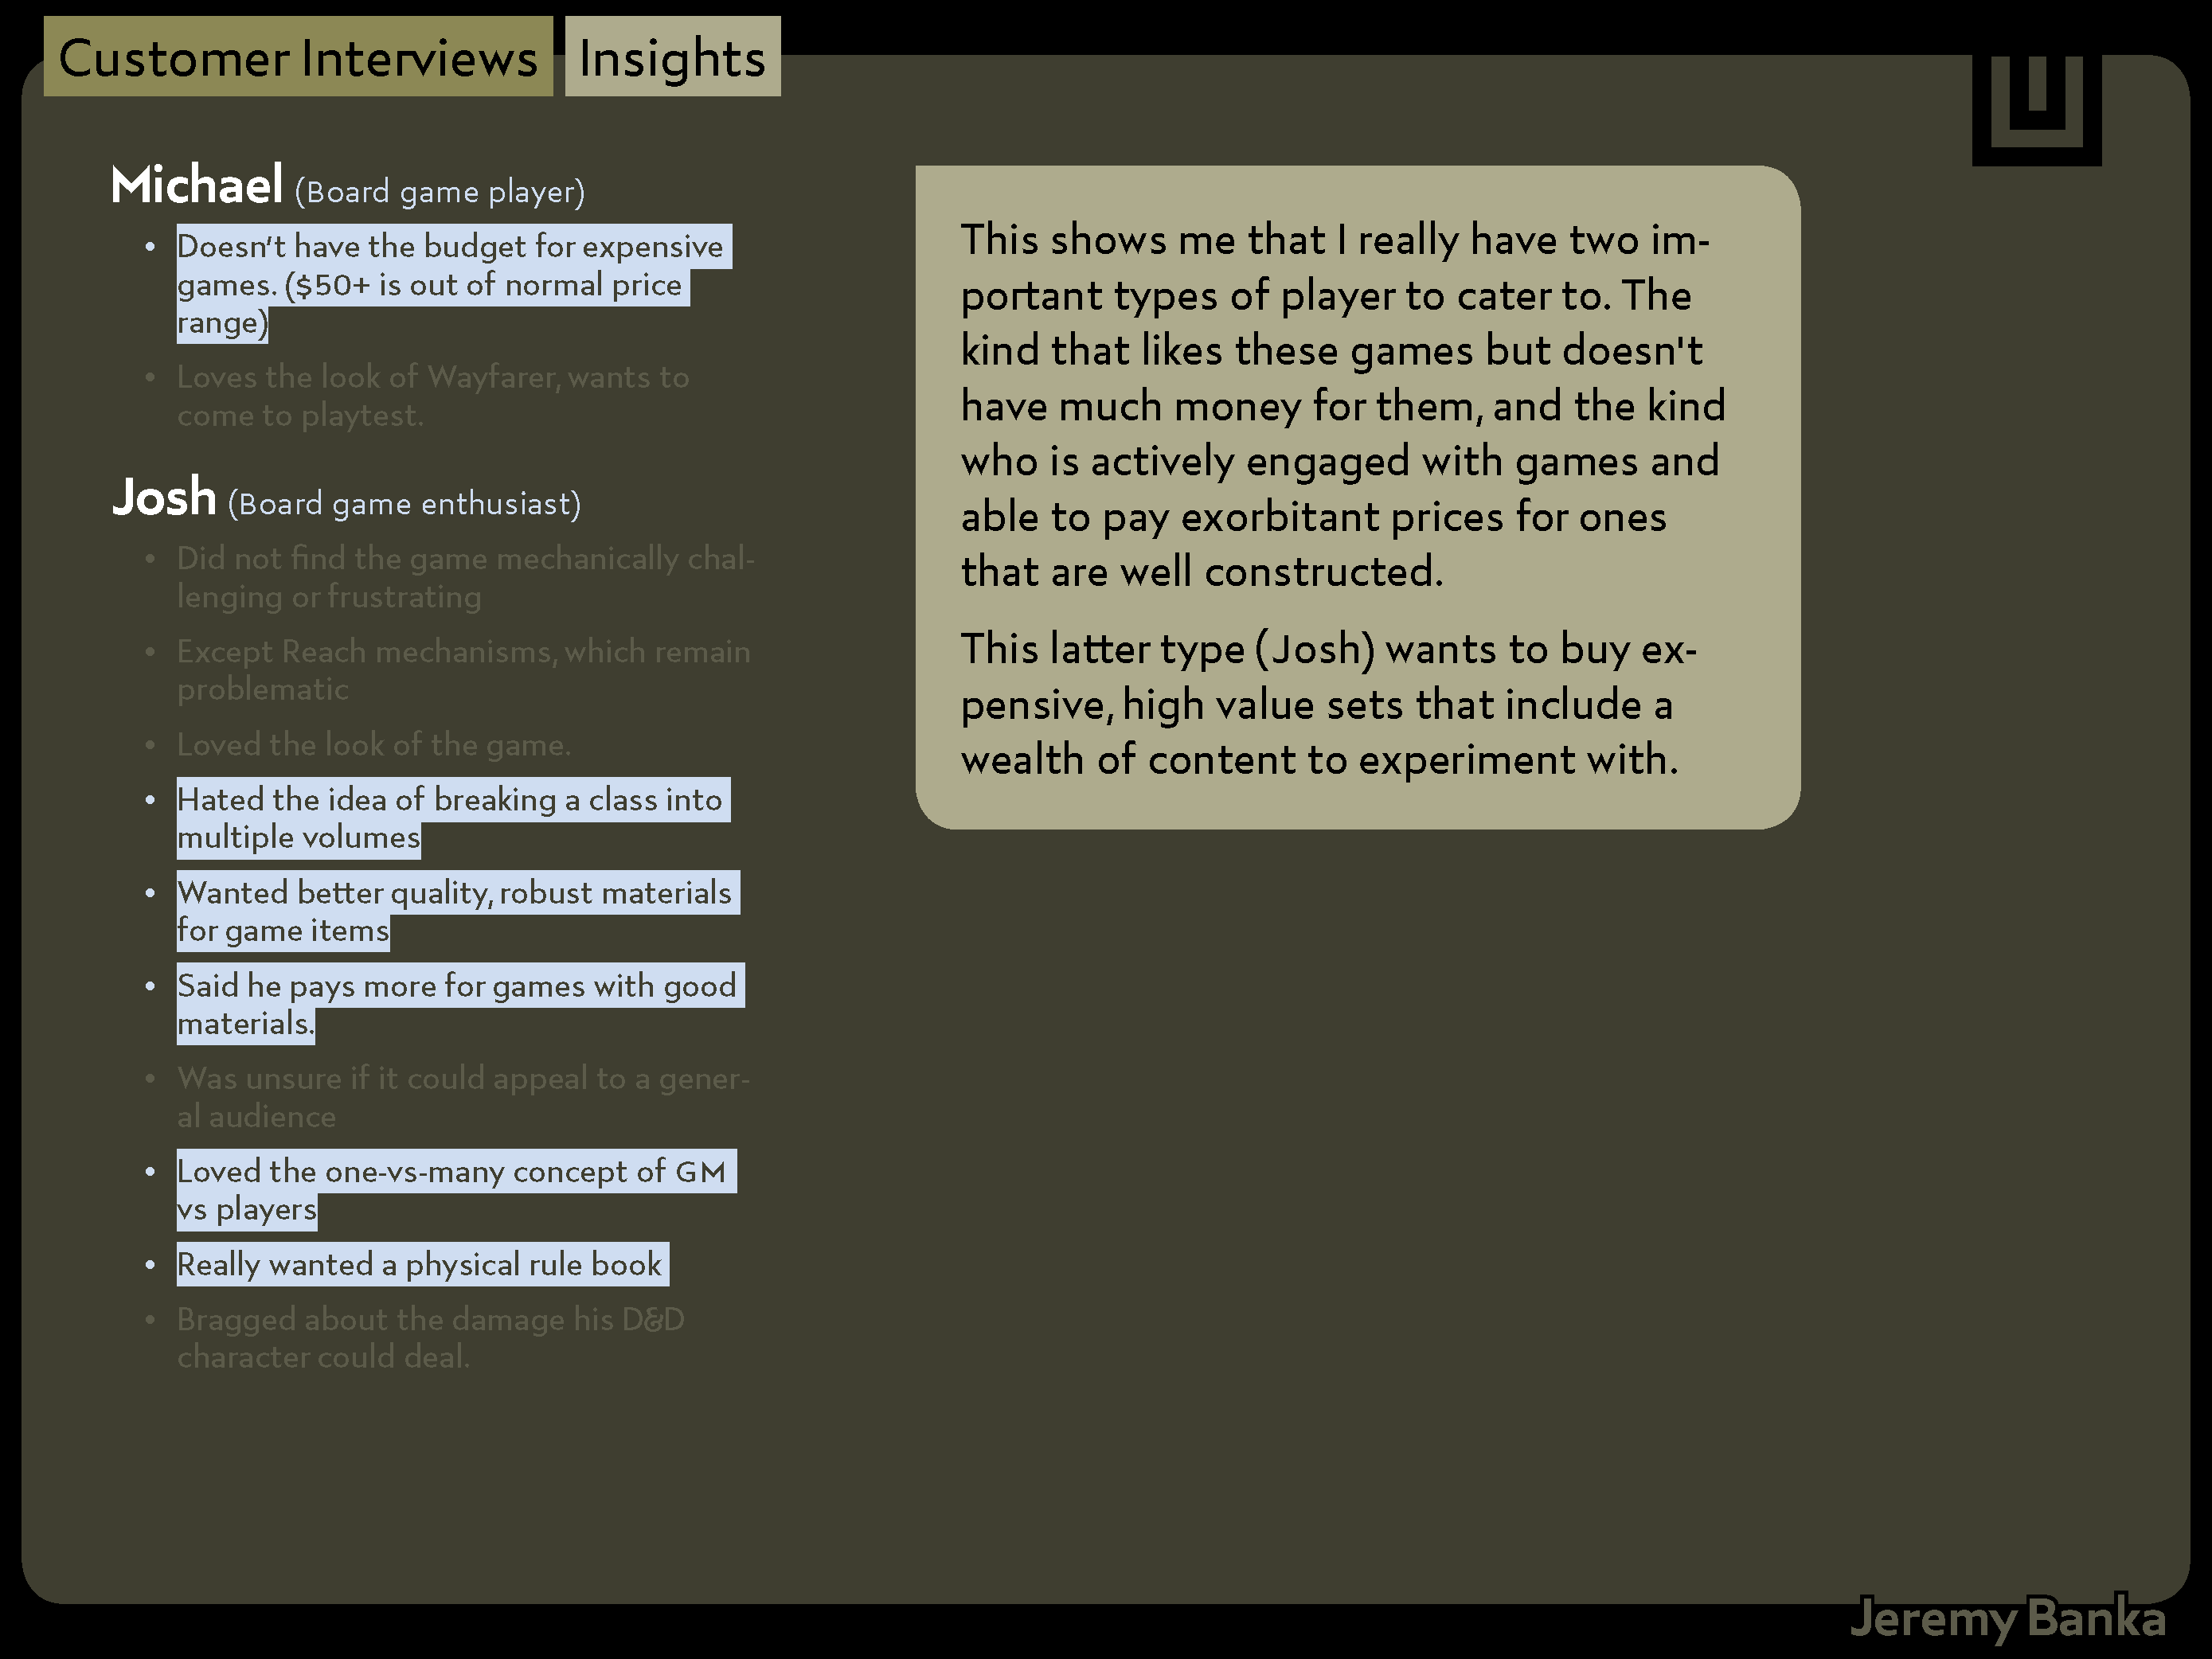 Customer Interviews Insights
Michael (Board game player)
• Doesn't have the budget for expensive
games. ($50+ is out of normal price
range)
• Loves the look of Wayfarer, wants to
come to playtest.
Josh (Board game enthusiast)
• Did not find the game mechanically chal-
lenging or frustrating
• Except Reach mechanisms, which remain
problematic
• Loved the look of the game.
• Hated the idea of breaking a class into
multiple volumes
• Wanted better quality, robust materials
for game items
• Said he pays more for games with good
materials.
• Was unsure if it could appeal to a gener-
al audience
• Loved the one-vs-many concept of GM
vs players
• Really wanted a physical rule book
• Bragged about the damage his D&D
character could deal.
This shows me that I really have two im-
portant types of player to cater to. The
kind that likes these games but doesn't
have much money for them, and the kind
who is actively engaged with games and
able to pay exorbitant prices for ones
that are well constructed.
This latter type (Josh) wants to buy ex-
pensive, high value sets that include a
wealth of content to experiment with.
Jeremy Banka